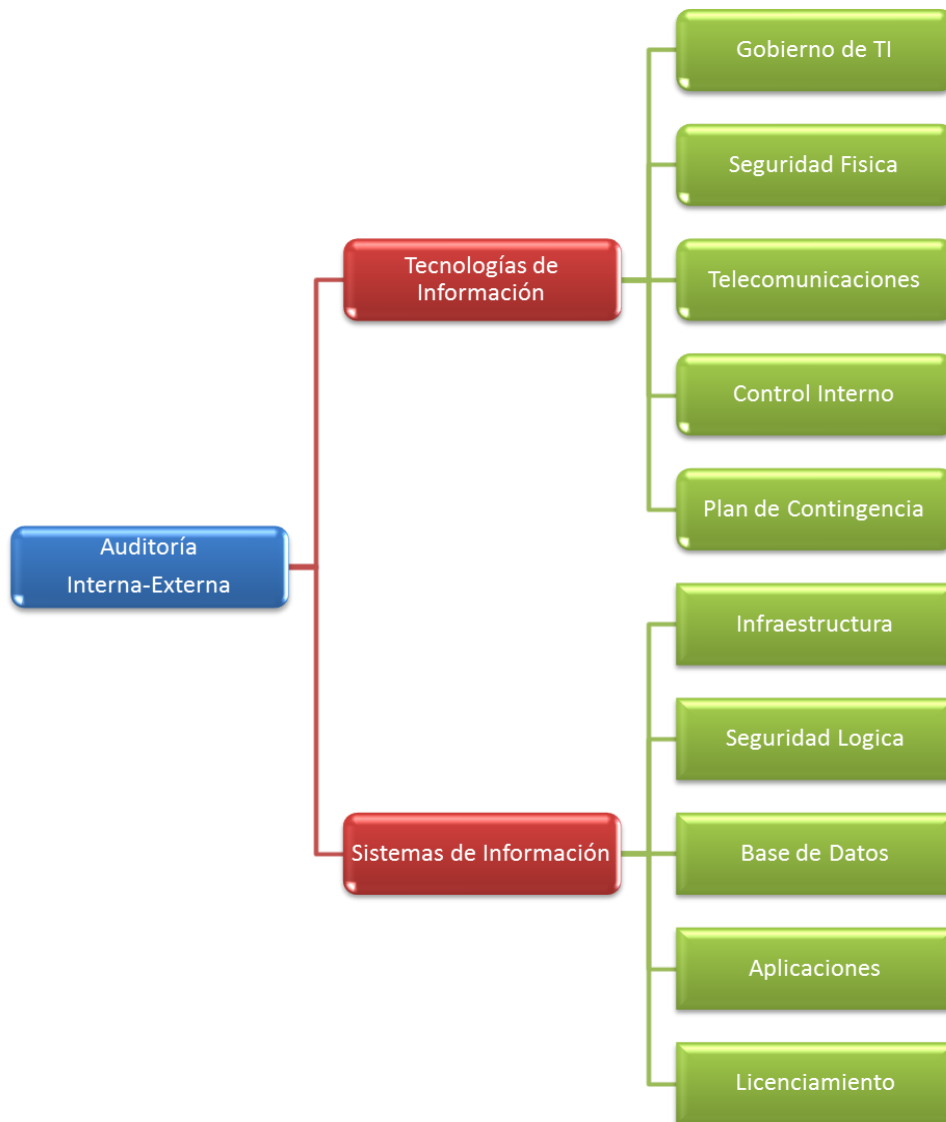 Gobierno de TI
Seguridad Fisica
Tecnologías de
Información
Telecomunicaciones
Control Interno
Plan de Contingencia
Auditoría
Interna-Externa
Infraestructura
Seguridad Logica
Sistemas de Información
Base de Datos
Aplicaciones
Licenciamiento